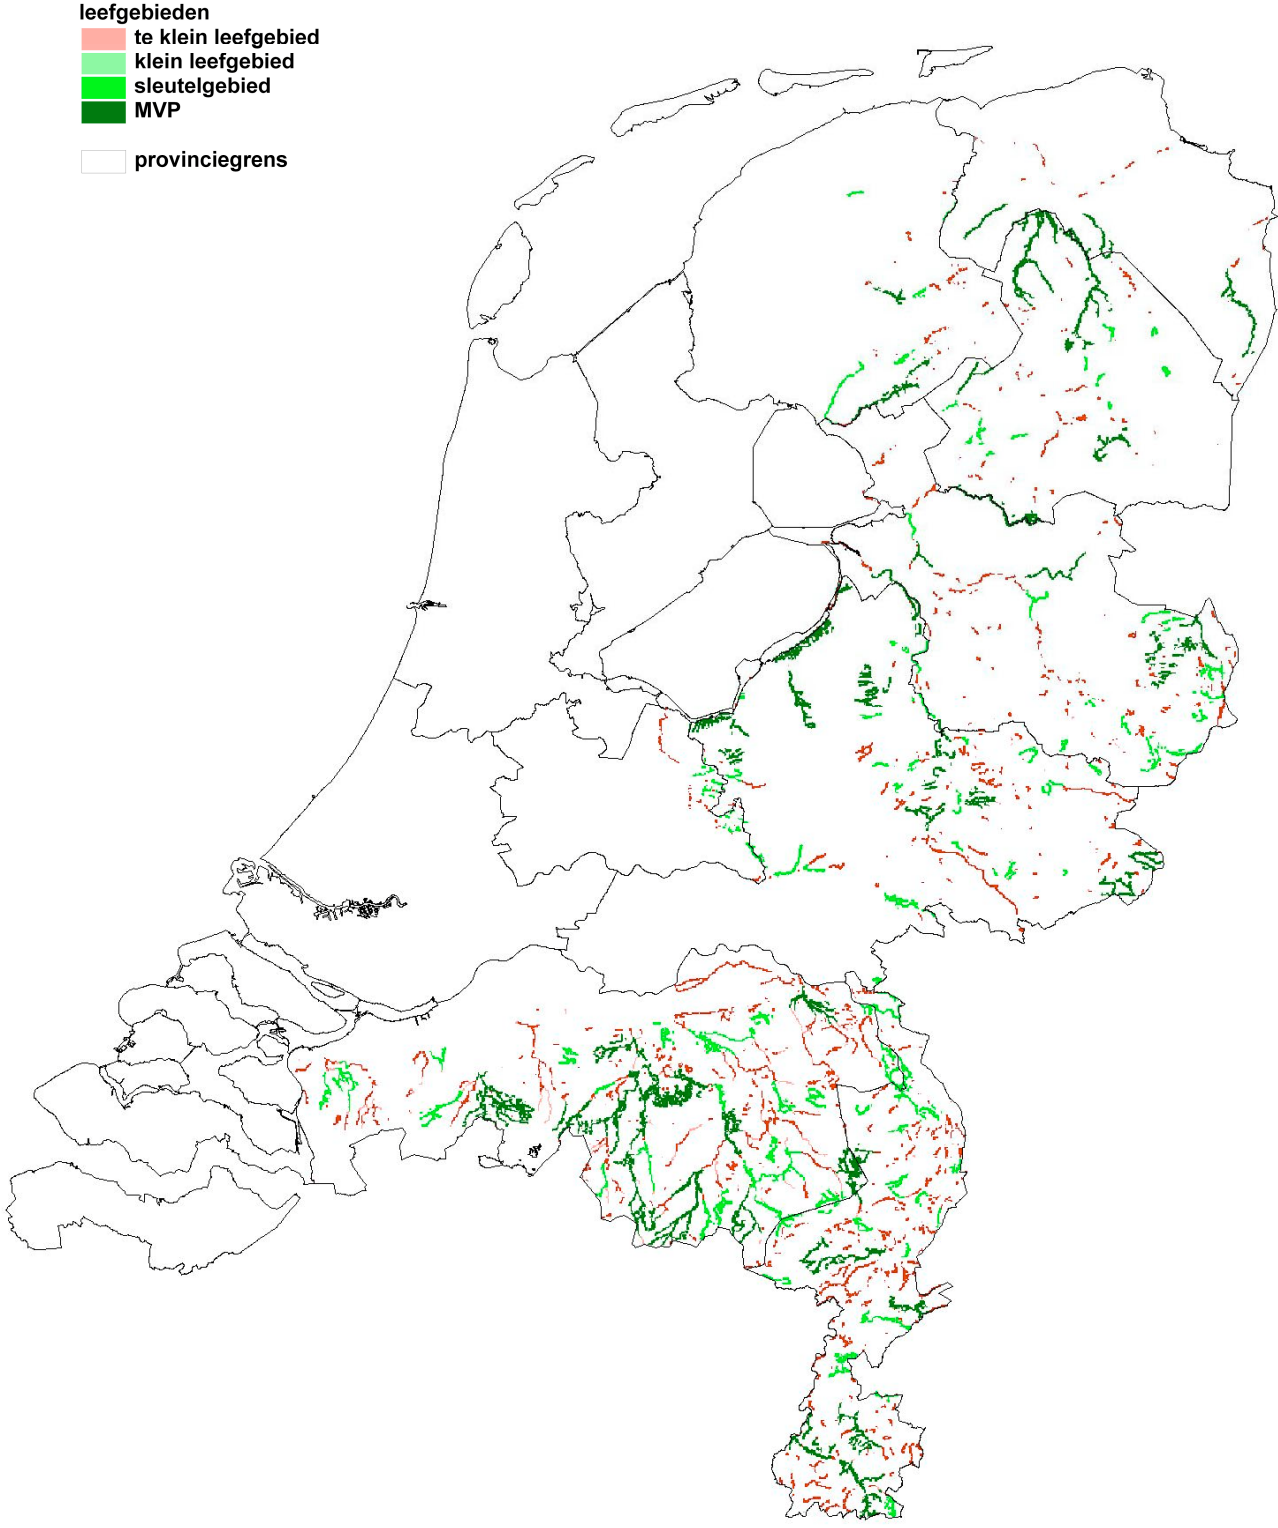 leefgebieden
te klein leefgebied
klein leefgebied
sleutelgebied
MVP
provinciegrens